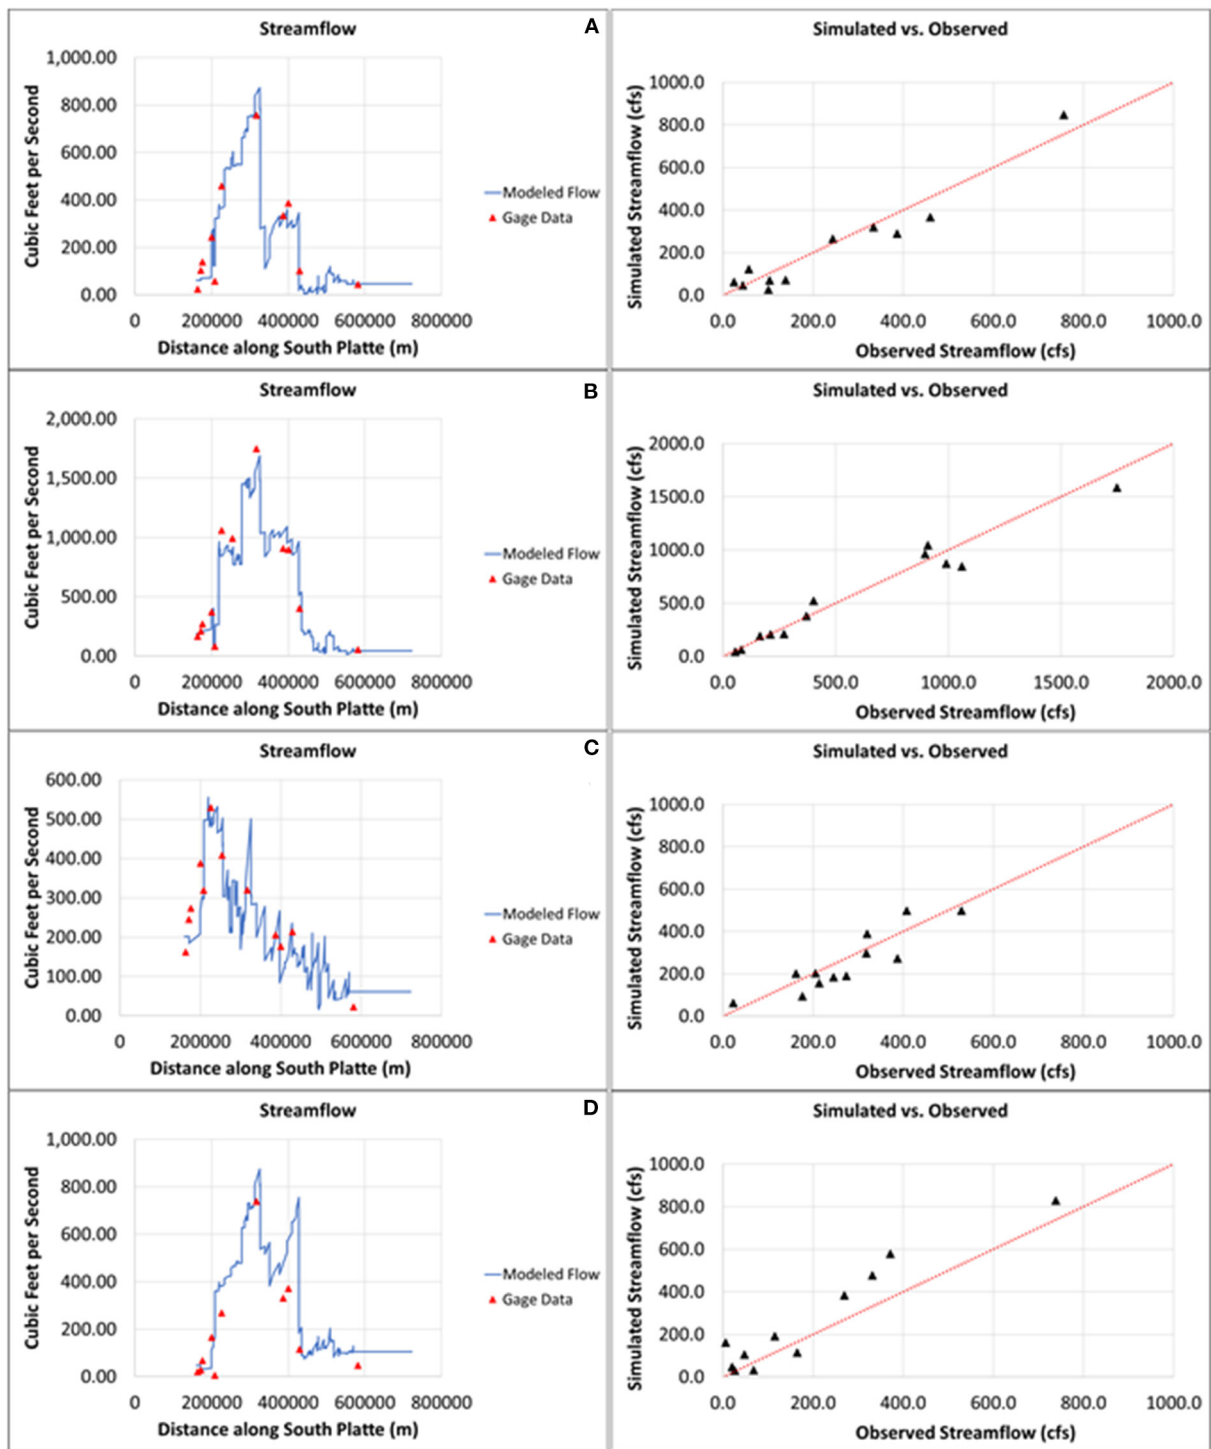 Streamflow
A
1,000.00
800.00
600.00
400.00
200.00
0.00
Cubic Feet per Second
0 200000 400000 600000 800000
Distance along South Platte (m)
Modeled Flow
Gage Data
Simulated vs. Observed
1000.0
800.0
600.0
400.0
200.0
0.0
Simulated Streamflow (cfs)
0.0 200.0 400.0 600.0 800.0 1000.0
Observed Streamflow (cfs)
Streamflow
B
2,000.00
1,500.00
1,000.00
500.00
0.00
Cubic Feet per Second
0 200000 400000 600000 800000
Distance along South Platte (m)
Modeled Flow
Gage Data
Simulated vs. Observed
2000.0
1500.0
1000.0
500.0
0.0
Simulated Streamflow (cfs)
0.0 500.0 1000.0 1500.0 2000.0
Observed Streamflow (cfs)
Streamflow
C
600.00
500.00
400.00
300.00
200.00
100.00
0.00
Cubic Feet per Second
0 200000 400000 600000 800000
Distance along South Platte (m)
Modeled Flow
Gage Data
Simulated vs. Observed
1000.0
800.0
600.0
400.0
200.0
0.0
Simulated Streamflow (cfs)
0.0 200.0 400.0 600.0 800.0 1000.0
Observed Streamflow (cfs)
Streamflow
D
1,000.00
800.00
600.00
400.00
200.00
0.00
Cubic Feet per Second
0 200000 400000 600000 800000
Distance along South Platte (m)
Modeled Flow
Gage Data
Simulated vs. Observed
1000.0
800.0
600.0
400.0
200.0
0.0
Simulated Streamflow (cfs)
0.0 200.0 400.0 600.0 800.0 1000.0
Observed Streamflow (cfs)